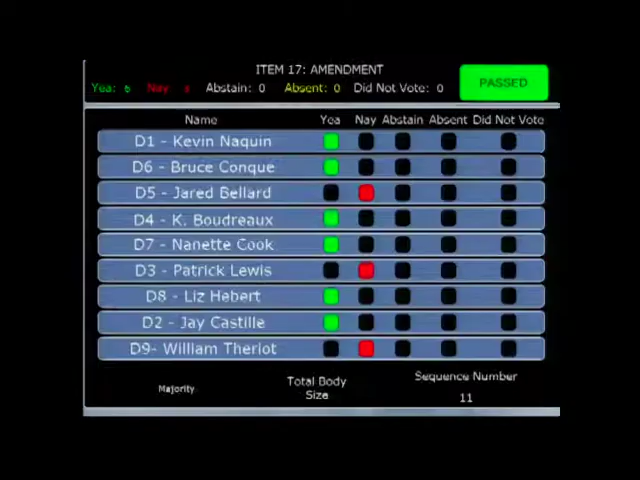 ITEM 17: AMENDMENT
Yea: 6 Nay: 3 Abstain: 0 Absent: 0 Did Not Vote: 0
PASSED
Name Yea Nay Abstain Absent Did Not Vote
D1 - Kevin Naquin
D6 - Bruce Conque
D5 - Jared Bellard
D4 - K. Boudreaux
D7 - Nanette Cook
D3 - Patrick Lewis
D8 - Liz Hebert
D2 - Jay Castille
D9- William Theriot
Majority
Total Body
Size
Sequence Number
11